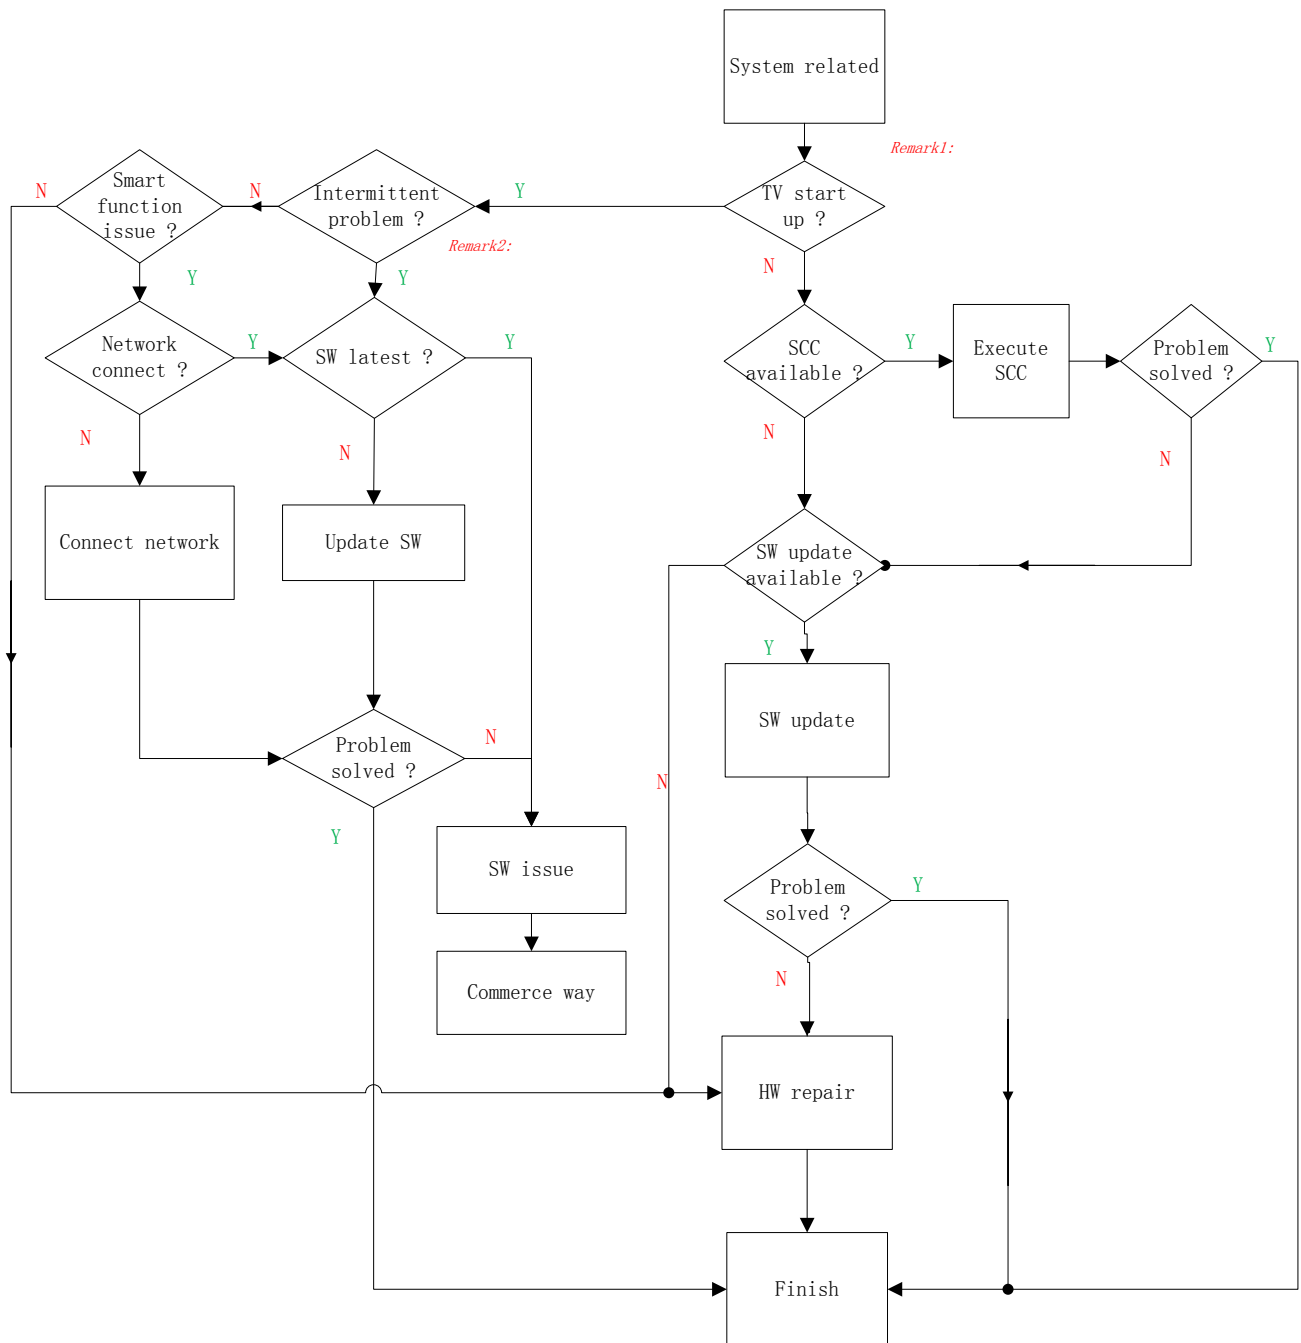 System related
Remark1:
Smart
function
issue ?
N
N
Intermittent
problem ?
Y
TV start
up ?
Remark2:
Y
Y
N
Network
connect ?
Y
SW latest ?
Y
SCC
available ?
Y
Execute
SCC
Problem
solved ?
Y
N
N
N
N
Connect network
Update SW
SW update
available ?
Y
SW update
Problem
solved ?
N
N
Y
SW issue
Problem
solved ?
Y
N
Commerce way
HW repair
Finish